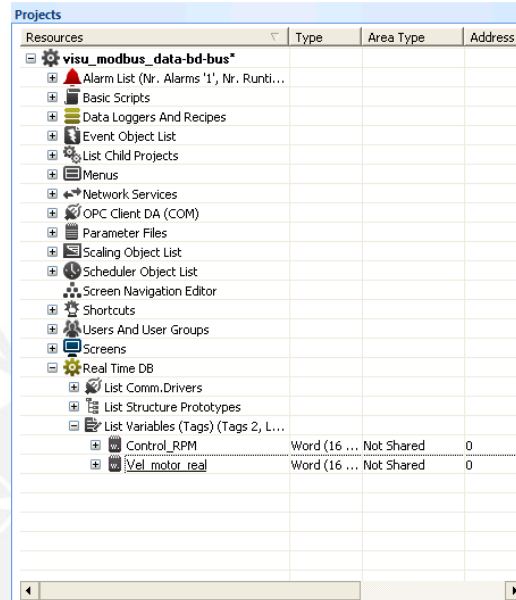 Projects
Resources Type Area Type Address
visu_modbus_data-bd-bus*
Alarm List (Nr. Alarms '1', Nr. Runti...
Basic Scripts
Data Loggers And Recipes
Event Object List
List Child Projects
Menus
Network Services
OPC Client DA (COM)
Parameter Files
Scaling Object List
Scheduler Object List
Screen Navigation Editor
Shortcuts
Users And User Groups
Screens
Real Time DB
List Comm.Drivers
List Structure Prototypes
List Variables (Tags) (Tags 2, L...
Control_RPM Word (16 ... Not Shared 0
Vel_motor_real Word (16 ... Not Shared 0